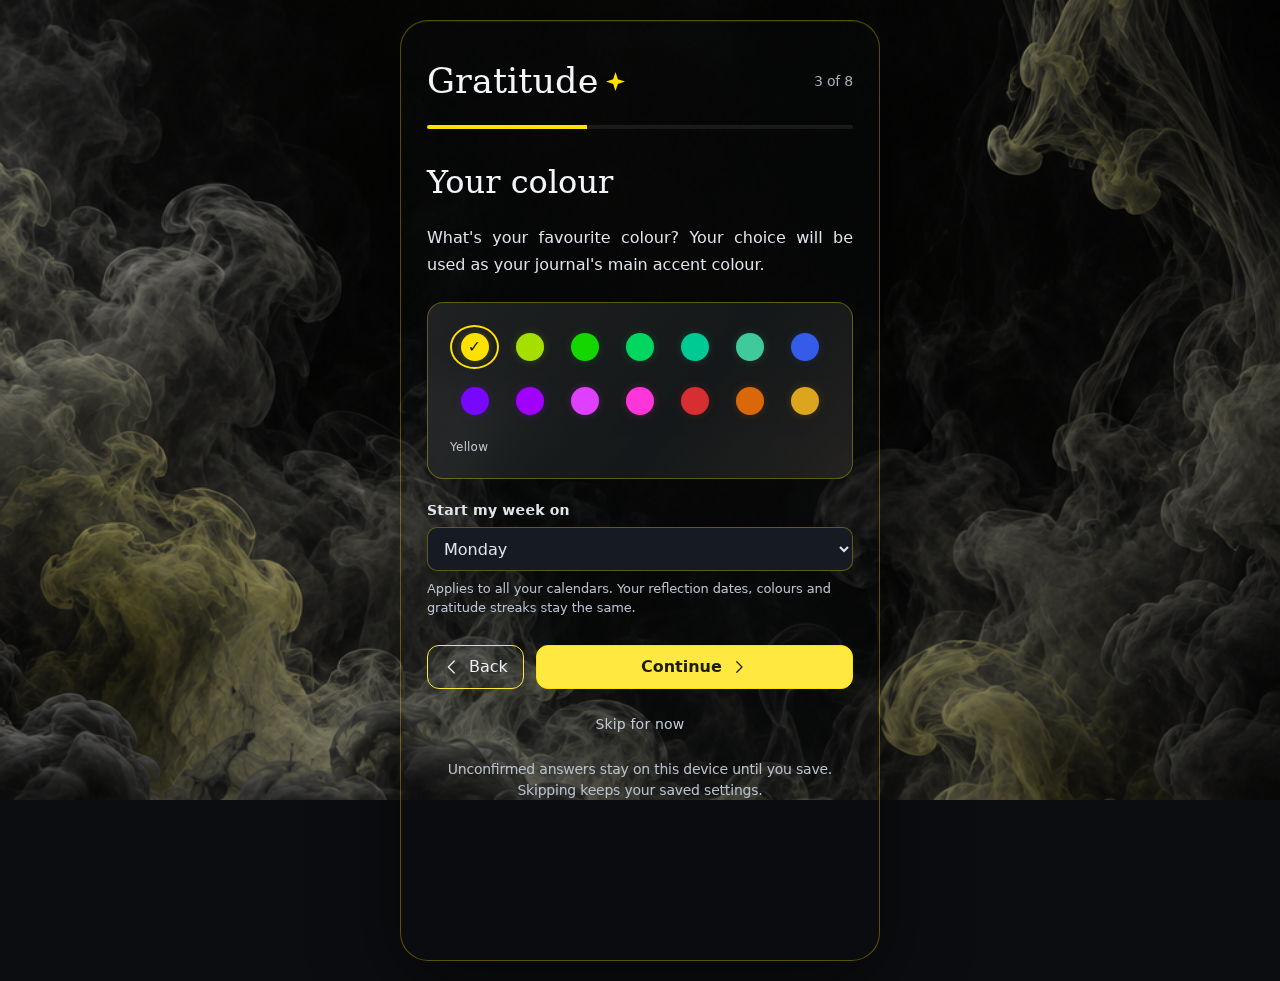 Gratitude
3 of 8
Your colour
What's your favourite colour? Your choice will be
used as your journal's main accent colour.
✓
Yellow
Start my week on
Monday
Applies to all your calendars. Your reflection dates, colours and
gratitude streaks stay the same.
Back
Continue
Skip for now
Unconfirmed answers stay on this device until you save.
Skipping keeps your saved settings.